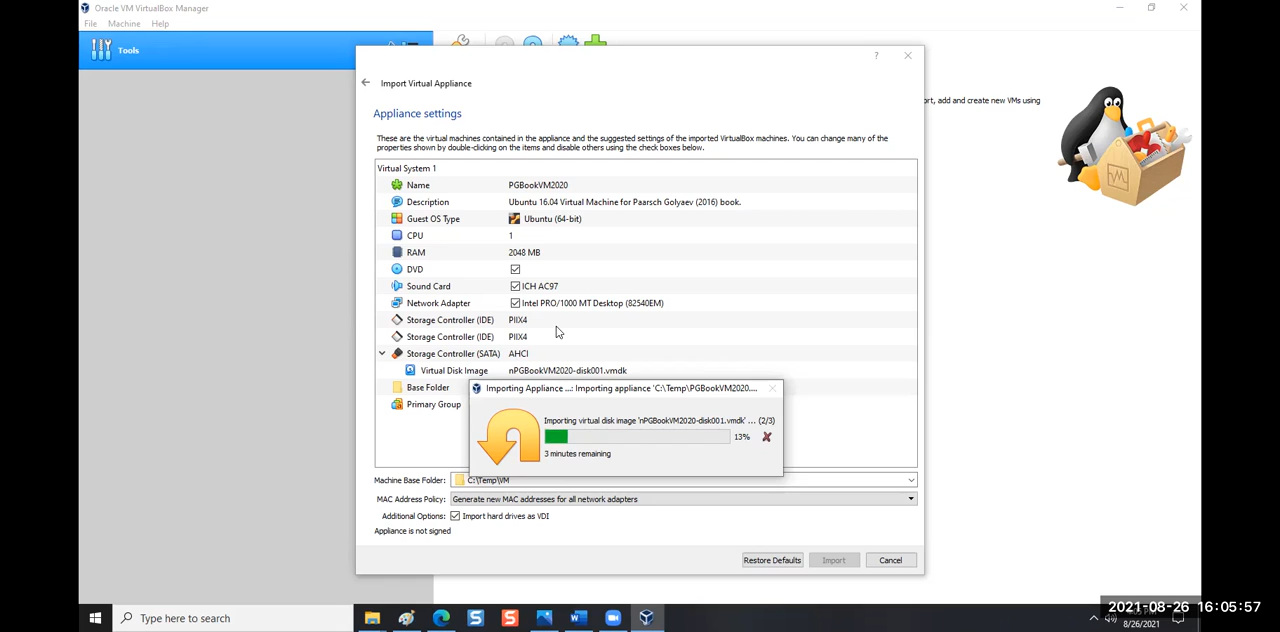 Oracle VM VirtualBox Manager
File Machine Help
Tools
?
Import Virtual Appliance
Appliance settings
ort, add and create new VMs using
These are the virtual machines contained in the appliance and the suggested settings of the imported VirtualBox machines. You can change many of the
properties shown by double-clicking on the items and disable others using the check boxes below.
Virtual System 1
Name PGBookVM2020
Description Ubuntu 16.04 Virtual Machine for Paarsch Golyaev (2016) book.
Guest OS Type Ubuntu (64-bit)
CPU 1
RAM 2048 MB
DVD
Sound Card ICH AC97
Network Adapter Intel PRO/1000 MT Desktop (82540EM)
Storage Controller (IDE) PIIX4
Storage Controller (IDE) PIIX4
Storage Controller (SATA) AHCI
Virtual Disk Image nPGBookVM2020-disk001.vmdk
Base Folder
Primary Group
Importing Appliance ...: Importing appliance 'C:\Temp\PGBookVM2020....
Importing virtual disk image 'nPGBookVM2020-disk001.vmdk' ... (2/3)
13%
3 minutes remaining
Machine Base Folder: C:\Temp\VM
MAC Address Policy: Generate new MAC addresses for all network adapters
Additional Options: Import hard drives as VDI
Appliance is not signed
Restore Defaults Import Cancel
Type here to search
2021-08-26 16:05:57
8/26/2021